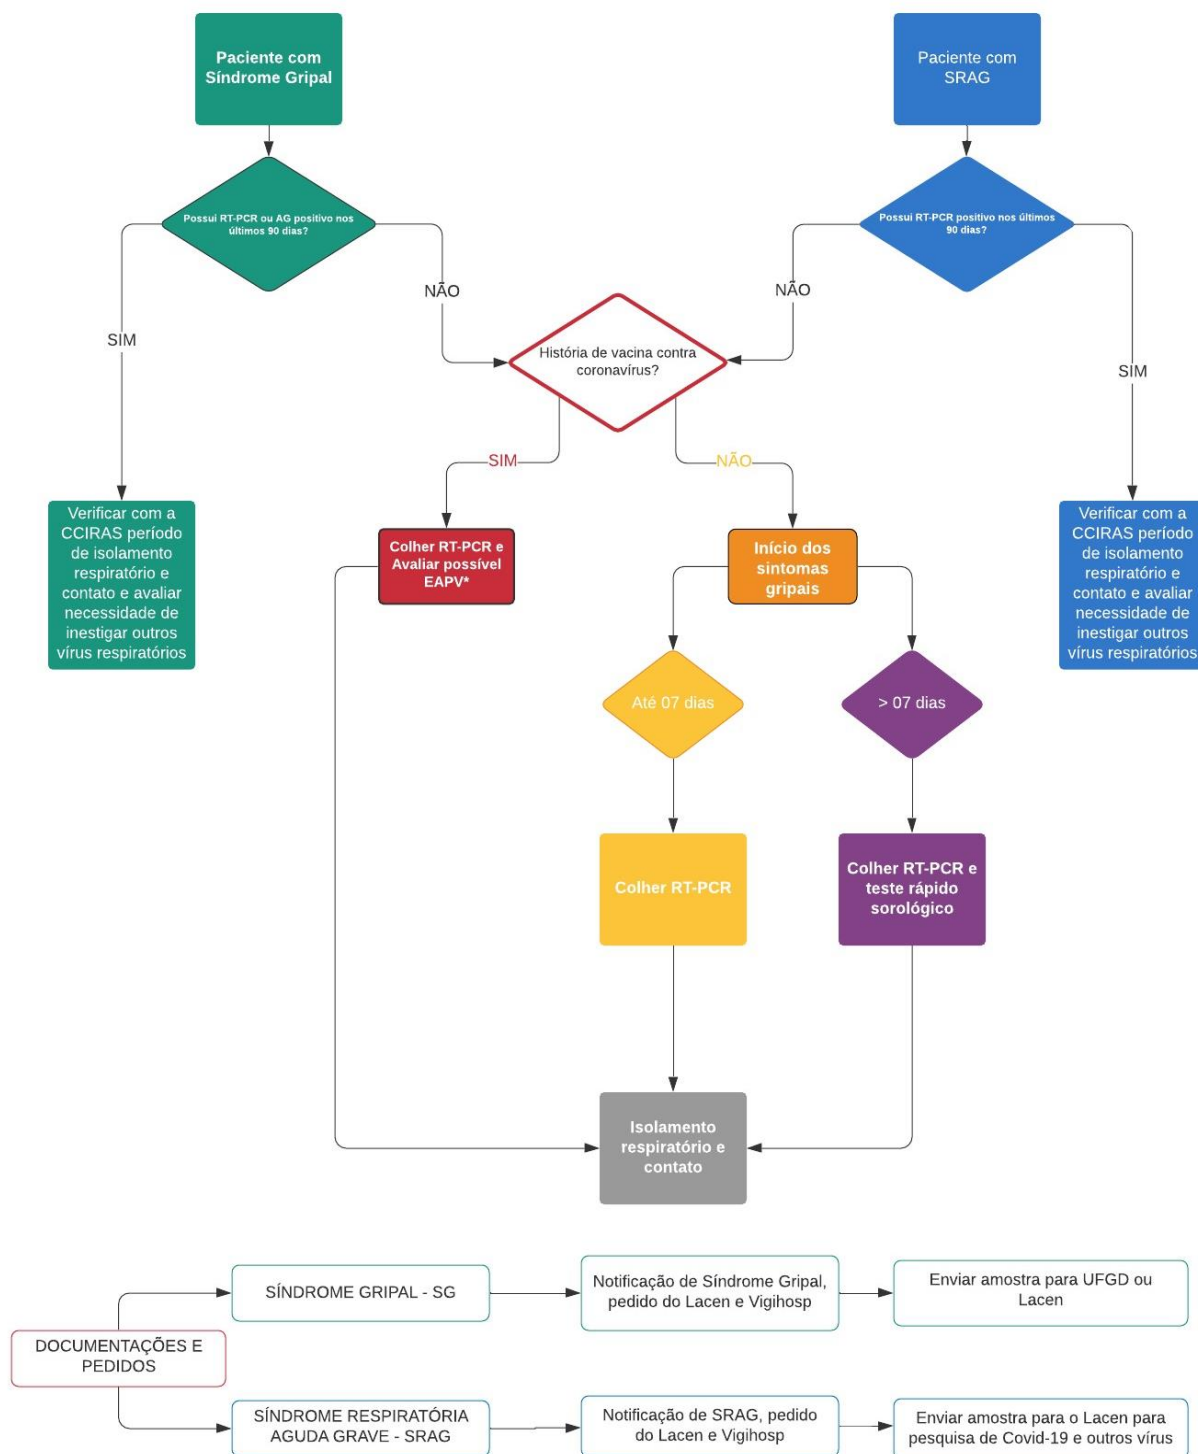 Paciente com
Síndrome Gripal
Paciente com
SRAG
Possui RT-PCR ou AG positivo nos
últimos 90 dias?
Possui RT-PCR positivo nos últimos
90 dias?
NÃO
NÃO
SIM
SIM
História de vacina contra
coronavírus?
SIM
NÃO
Verificar com a
CCIRAS período
de isolamento
respiratório e
contato e avaliar
necessidade de
inestigar outros
vírus respiratórios
Colher RT-PCR e
Avaliar possível
EAPV*
Início dos
sintomas
gripais
Verificar com a
CCIRAS período
de isolamento
respiratório e
contato e avaliar
necessidade de
inestigar outros
vírus respiratórios
Até 07 dias
> 07 dias
Colher RT-PCR
Colher RT-PCR e
teste rápido
sorológico
Isolamento
respiratório e
contato
DOCUMENTAÇÕES E
PEDIDOS
SÍNDROME GRIPAL - SG
Notificação de Síndrome Gripal,
pedido do Lacen e Vigihosp
Enviar amostra para UFGD ou
Lacen
SÍNDROME RESPIRATÓRIA
AGUDA GRAVE - SRAG
Notificação de SRAG, pedido
do Lacen e Vigihosp
Enviar amostra para o Lacen para
pesquisa de Covid-19 e outros vírus